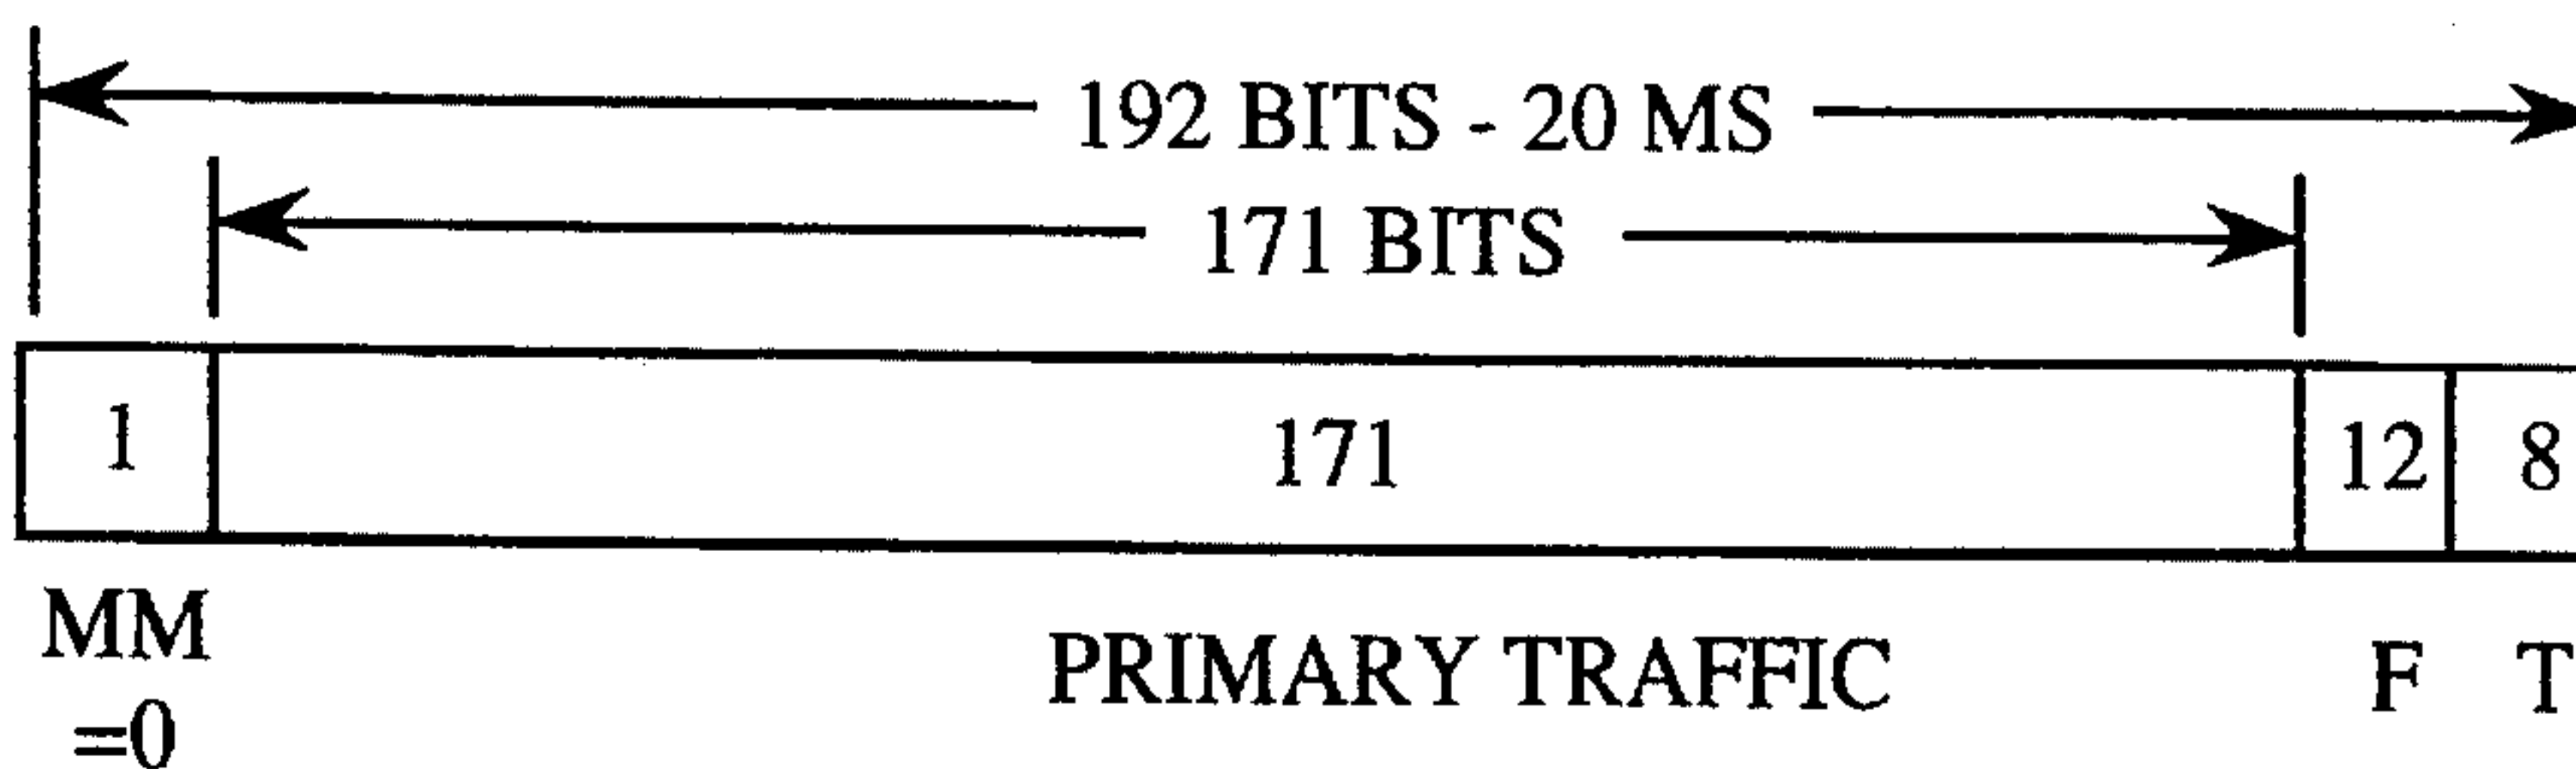 192 BITS - 20 MS
171 BITS
1 171 12 8
MM PRIMARY TRAFFIC F T
=0